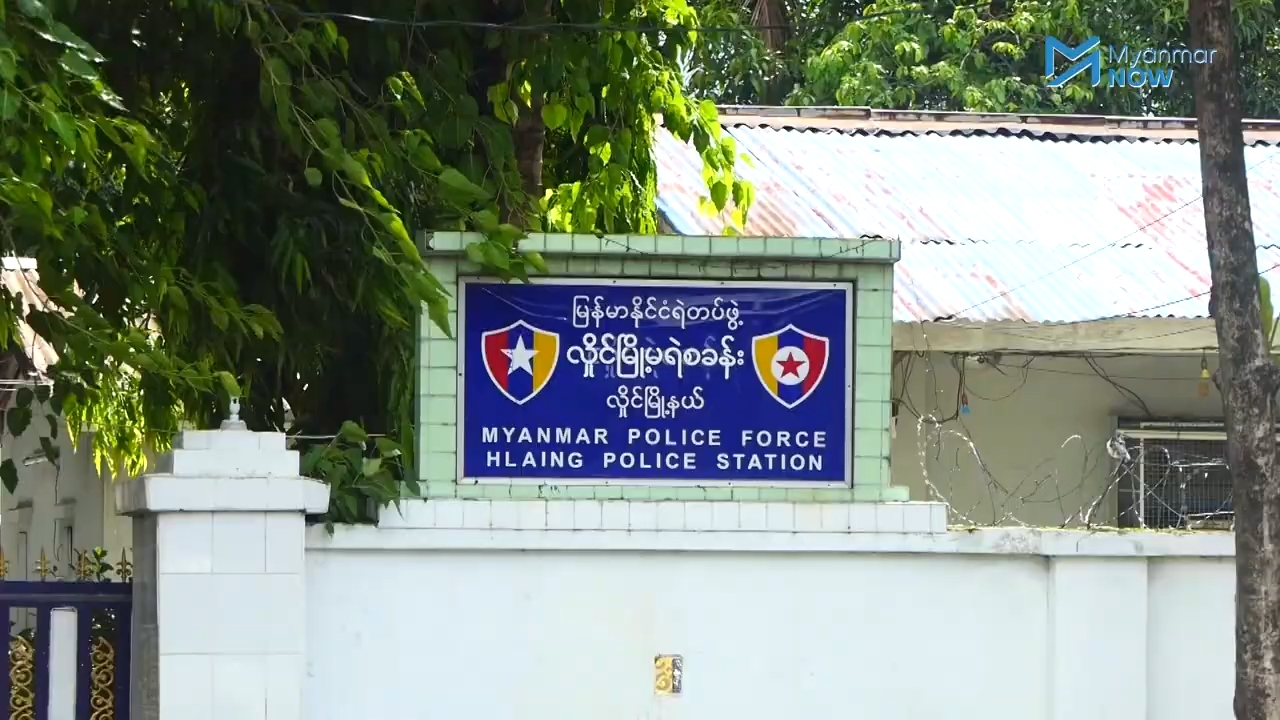 Myanmar
NOW
မြန်မာနိုင်ငံရဲတပ်ဖွဲ့
လှိုင်မြို့မရဲစခန်း
လှိုင်မြို့နယ်
MYANMAR POLICE FORCE
HLAING POLICE STATION